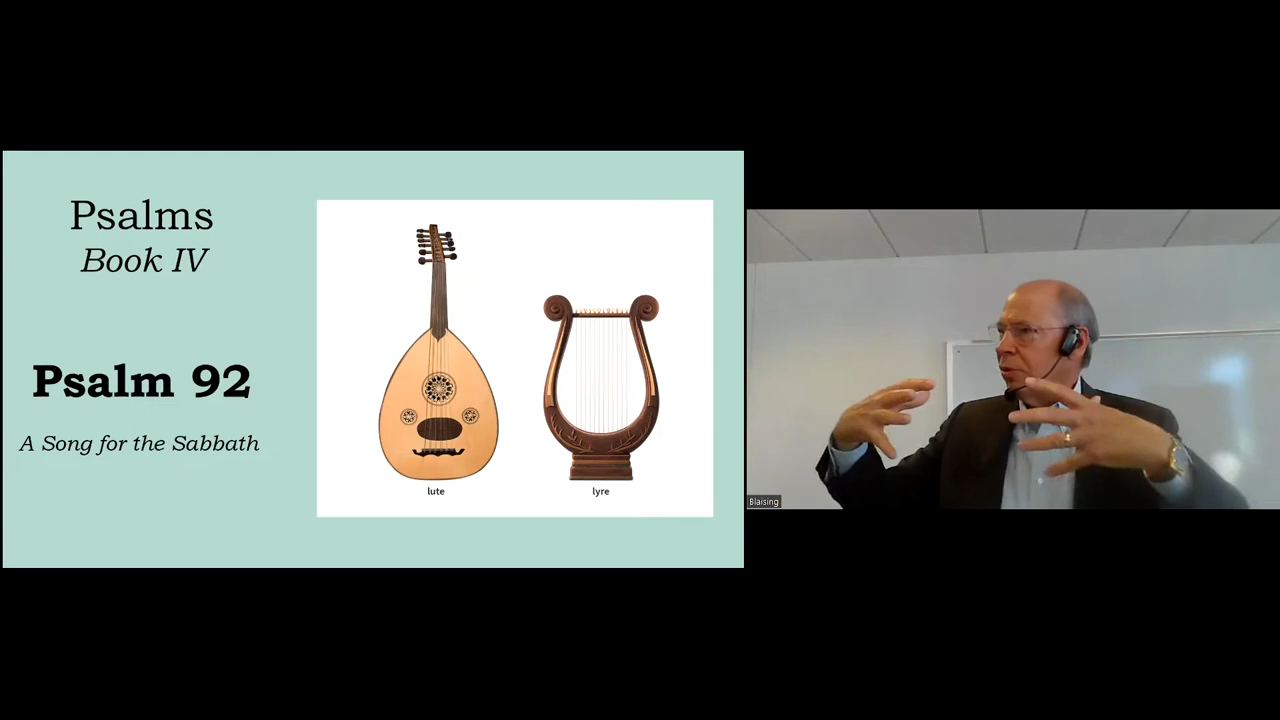 Psalms
Book IV
Psalm 92
A Song for the Sabbath
lute
lyre
Blaising